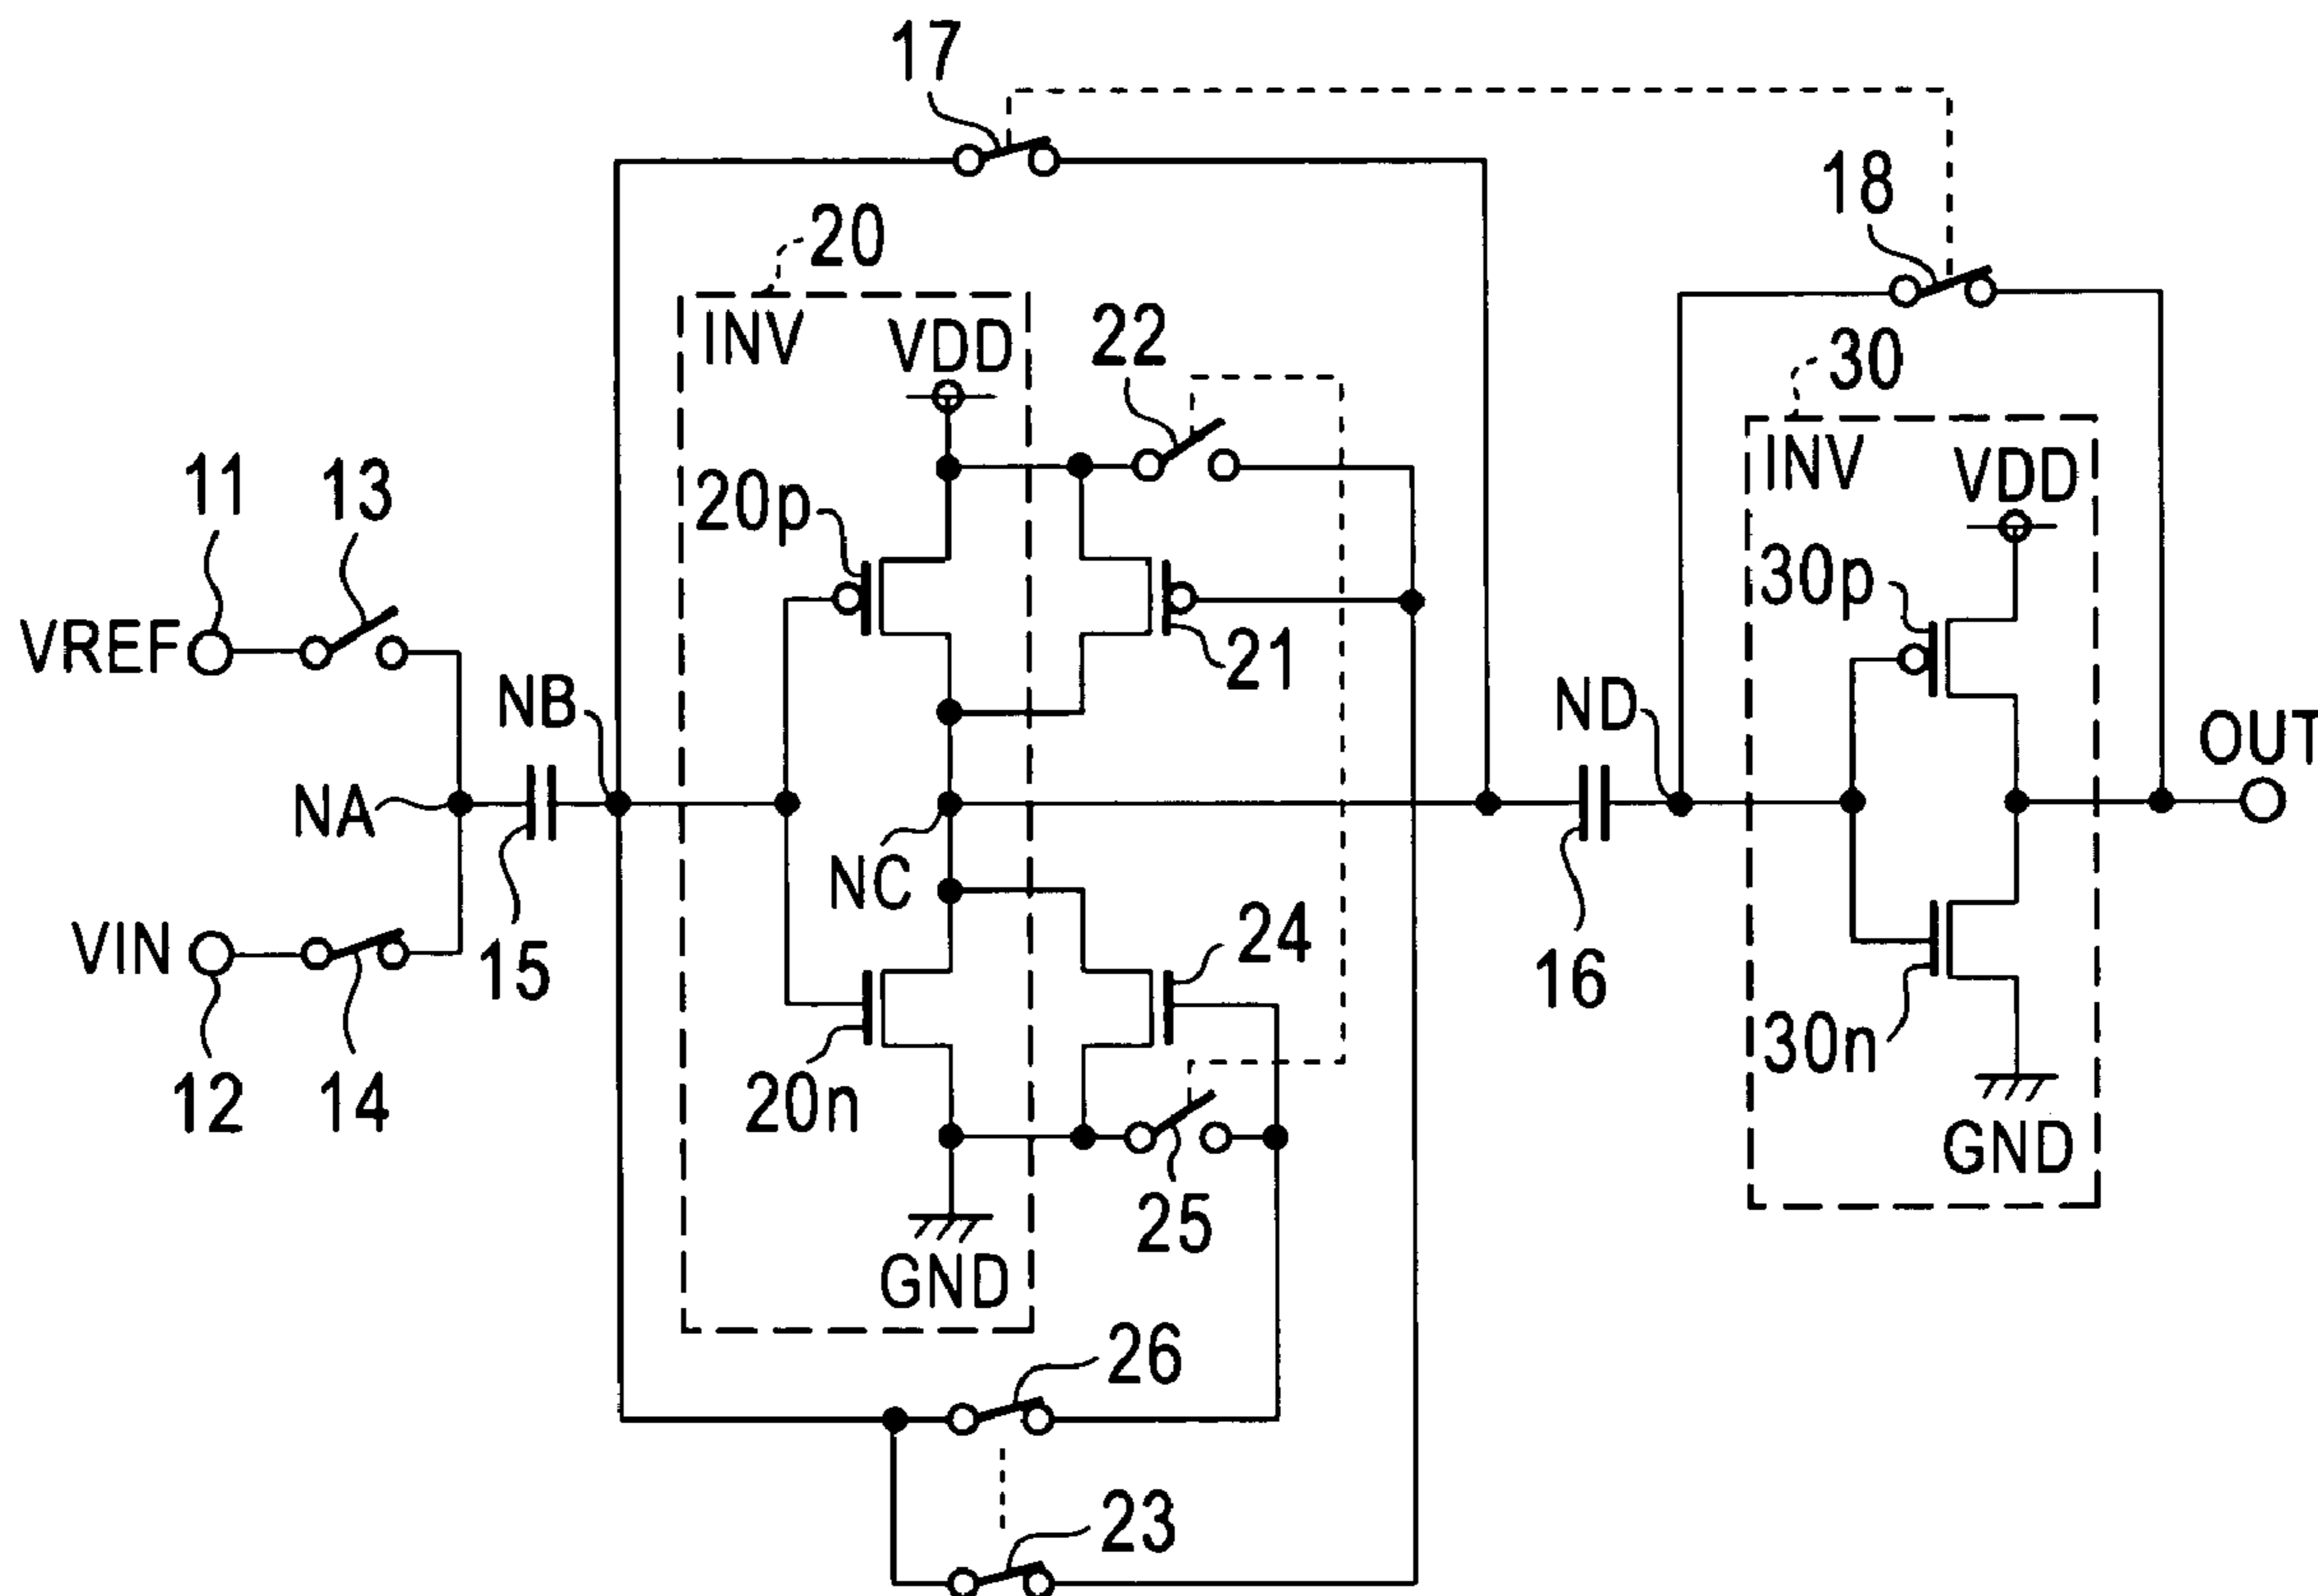 17
18
20
INV
VDD
22
30
INV
VDD
11
13
20p
30p
VREF
21
NB
ND
OUT
NA
NC
VIN
15
24
16
12
14
20n
30n
25
GND
GND
26
23